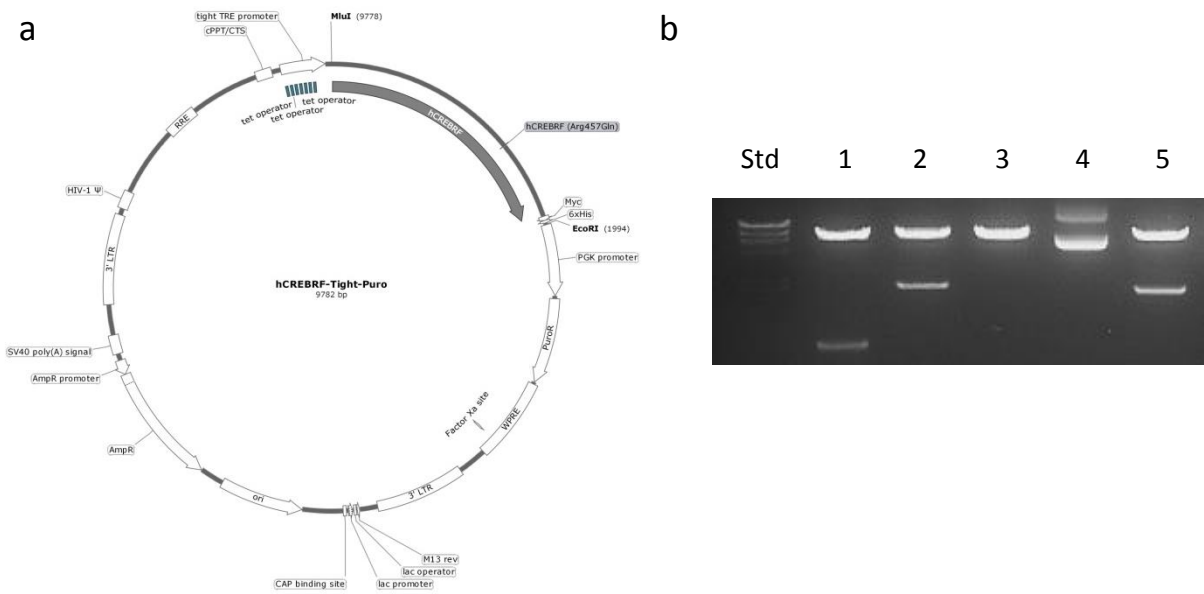 a
b
tight TRE promoter
MluI (9778)
cPPT/CTS
tet operator
tet operator
tet operator
hCREBRF
hCREBRF (Arg457Gln)
RRE
HIV-1 Ψ
3' LTR
Myc
6xHis
EcoRI (1994)
PGK promoter
hCREBRF-Tight-Puro
9782 bp
PuroR
SV40 poly(A) signal
AmpR promoter
Factor Xa site
WPRE
AmpR
ori
3' LTR
M13 rev
lac operator
CAP binding site
lac promoter
Std 1 2 3 4 5